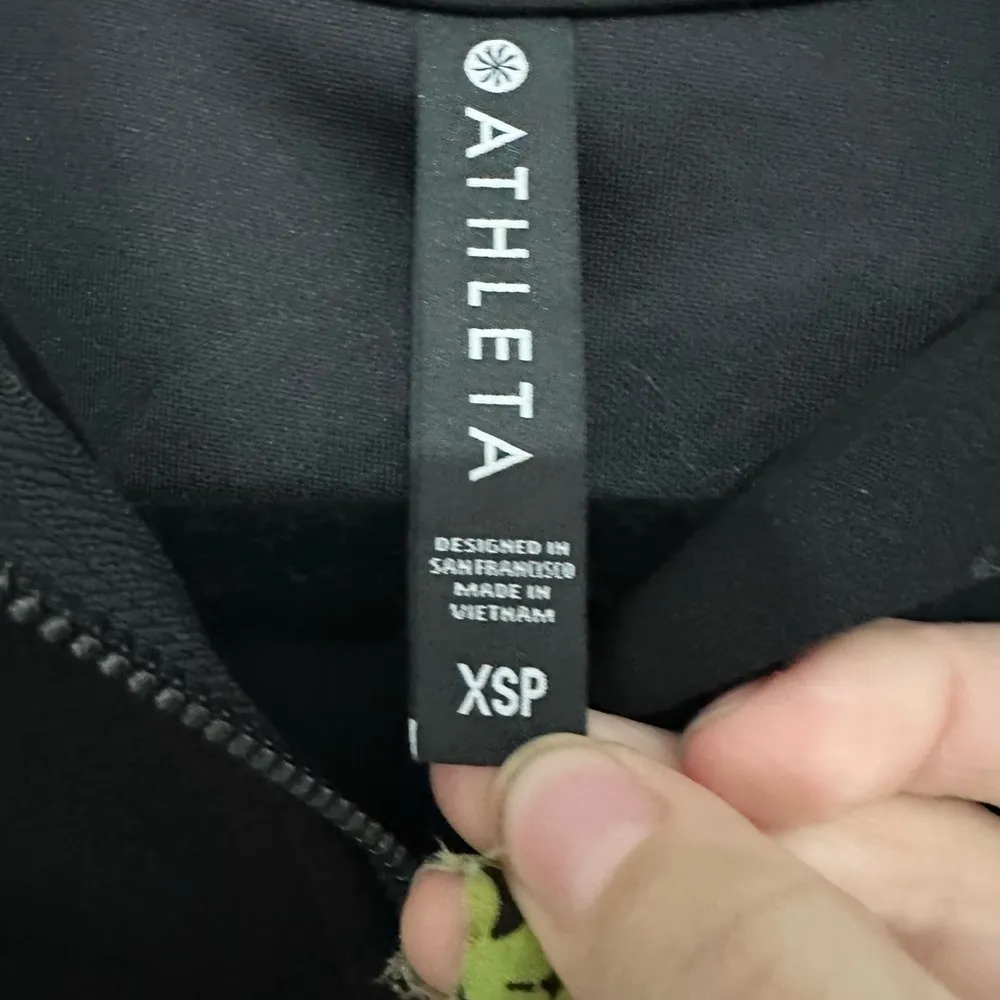 ATHLETA
DESIGNED IN
SAN FRANCISCO
MADE IN
VIETNAM
XSP